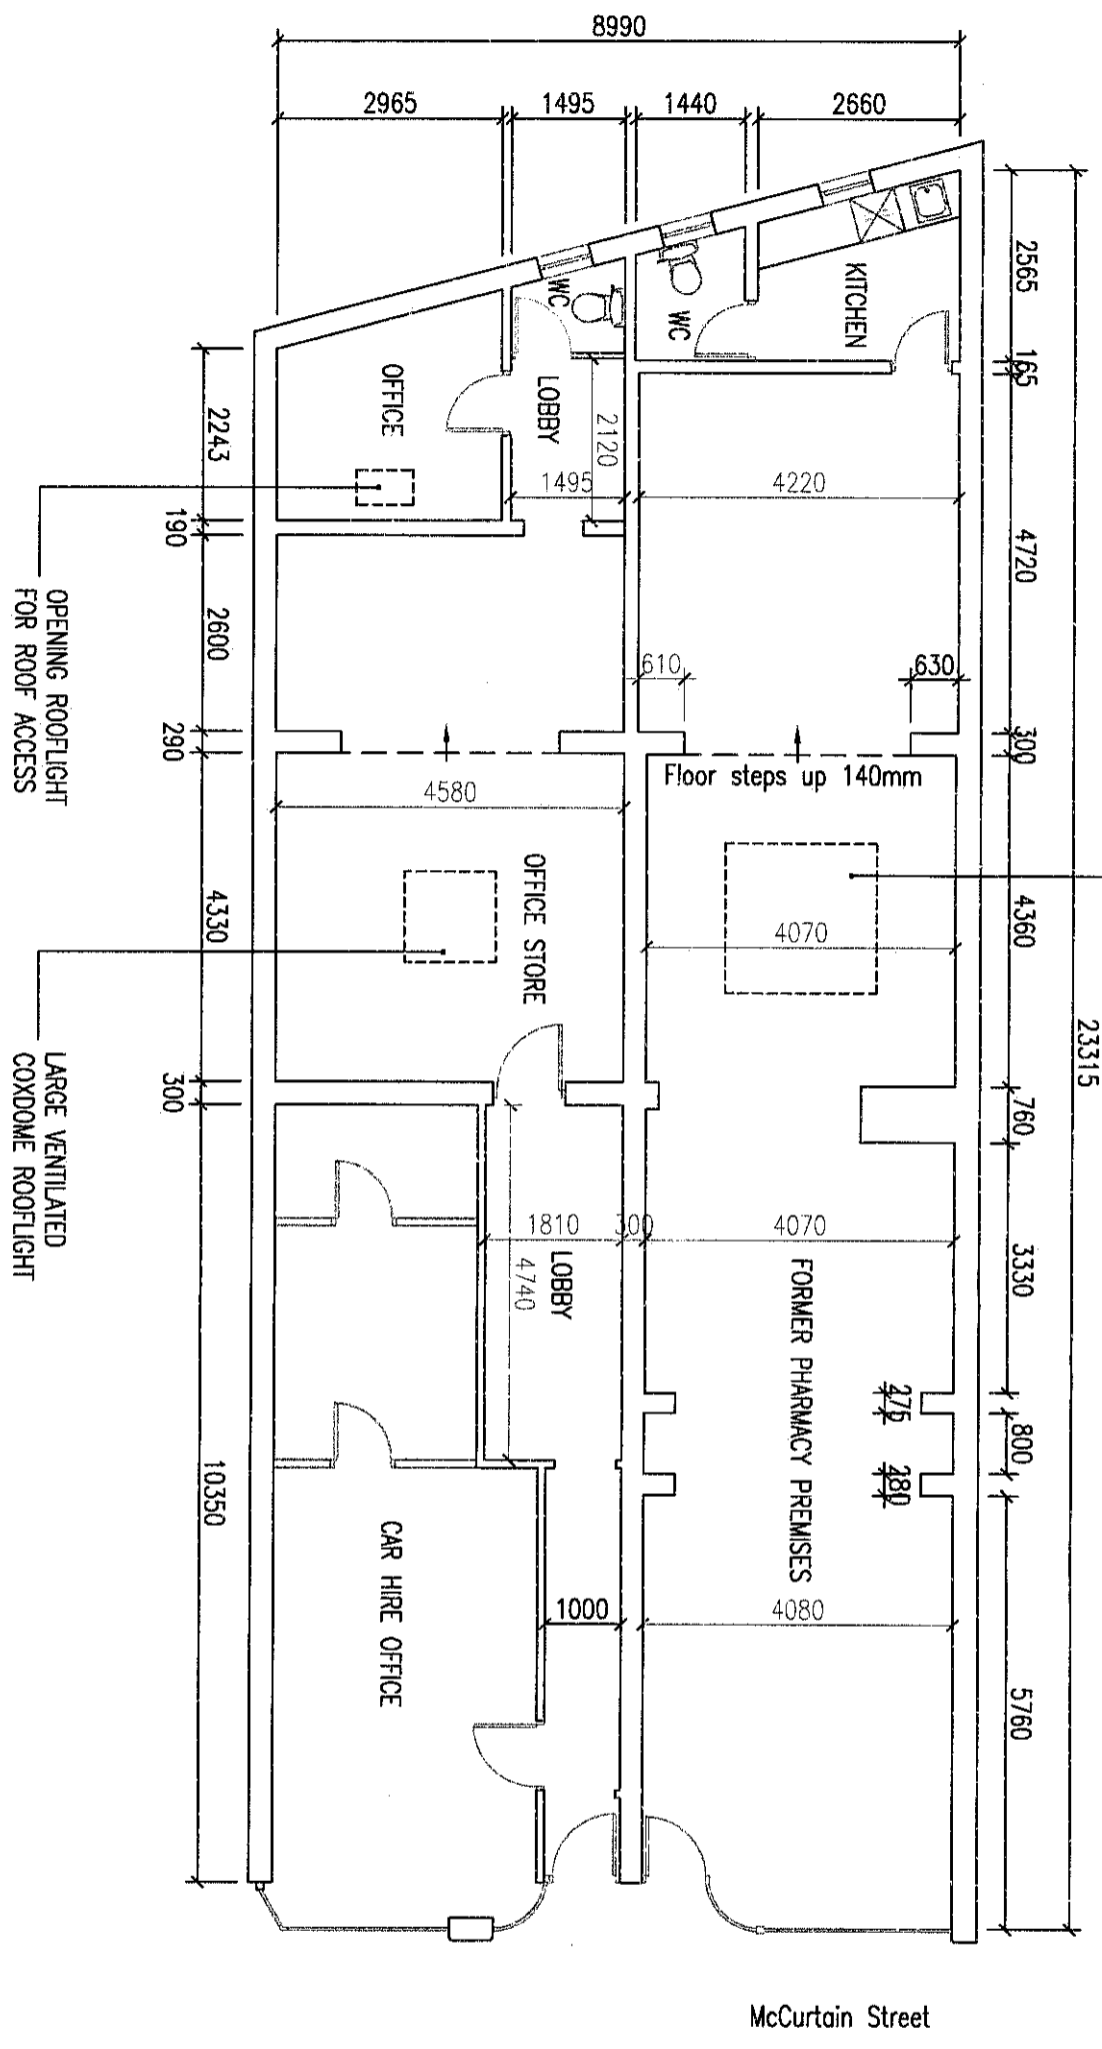 8990
2965
1495
1440
2660
2565
165
4720
300
4360
760
3330
800
5760
23315
275
280
KITCHEN
WC
WC
LOBBY
2120
OFFICE
1495
4220
610
630
Floor steps up 140mm
4580
4070
OFFICE STORE
1810
300
4070
LOBBY
4740
FORMER PHARMACY PREMISES
1000
4080
CAR HIRE OFFICE
2243
190
2600
290
4330
300
10350
OPENING ROOFLIGHT
FOR ROOF ACCESS
LARGE VENTILATED
COXDOME ROOFLIGHT
McCurtain Street